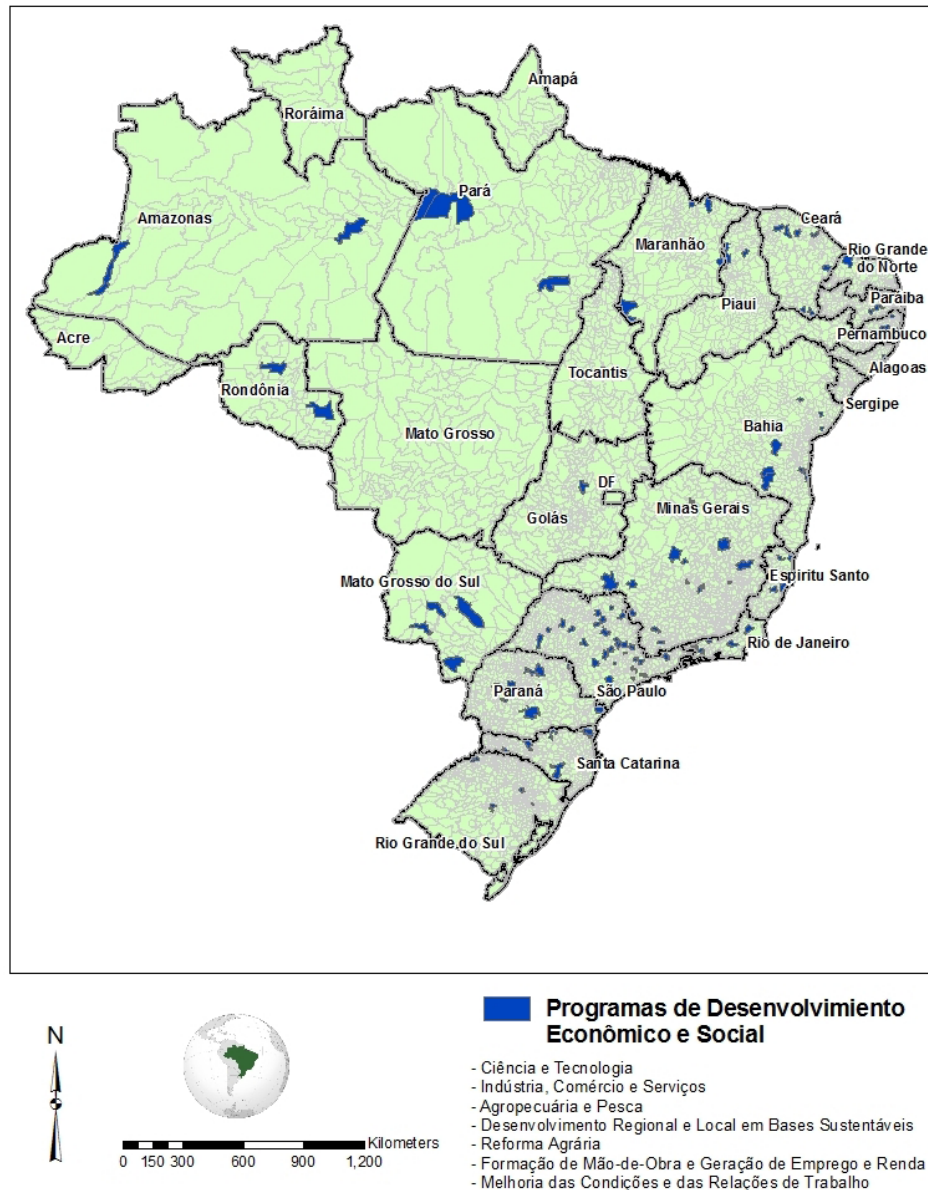 Amapá
Roráima
Pará
Amazonas
Ceará
Maranhão
Rio Grande
do Norte
Paraíba
Piaui
Pernambuco
Acre
Alagoas
Tocantis
Rondônia
Sergipe
Bahia
Mato Grosso
DF
Minas Gerais
Golás
Mato Grosso do Sul
Espiritu Santo
Rio de Janeiro
Paraná
São Paulo
Santa Catarina
Rio Grande do Sul
N
Kilometers
0 150 300 600 900 1,200
Programas de Desenvolvimiento
Econômico e Social
- Ciência e Tecnologia
- Indústria, Comércio e Serviços
- Agropecuária e Pesca
- Desenvolvimento Regional e Local em Bases Sustentáveis
- Reforma Agrária
- Formação de Mão-de-Obra e Geração de Emprego e Renda
- Melhoria das Condições e das Relações de Trabalho